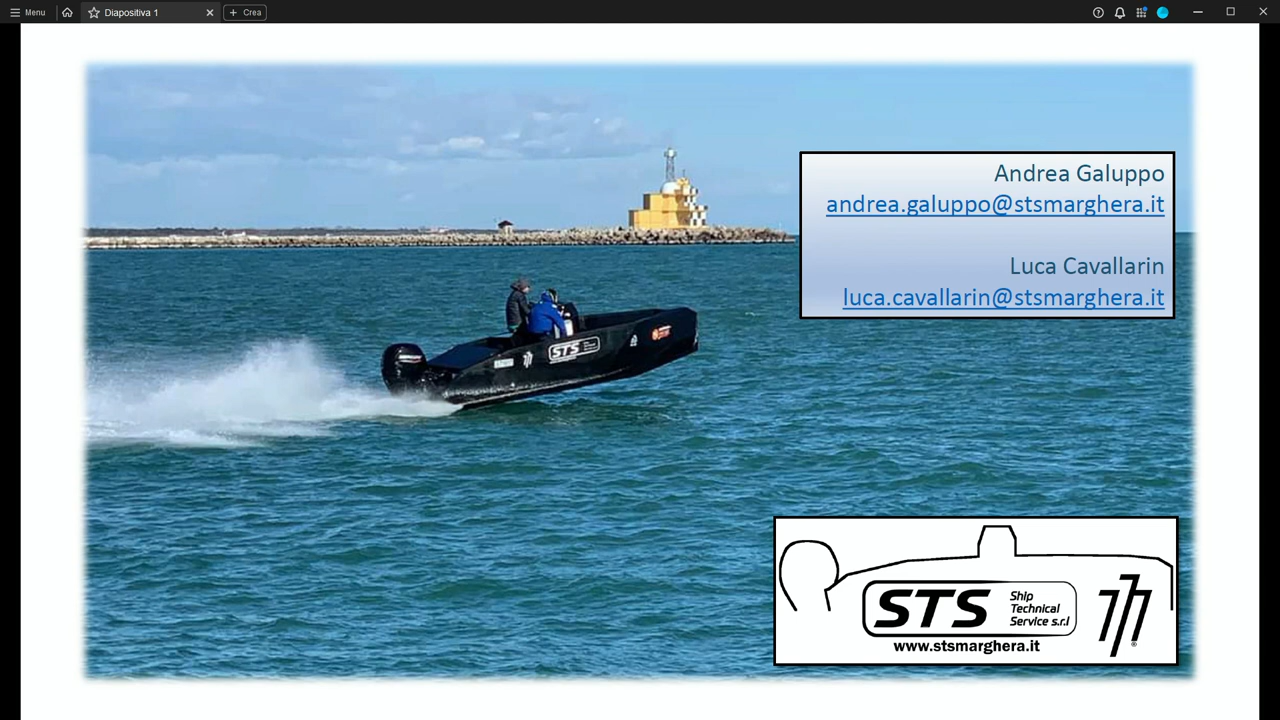 Menu
Diapositiva 1
Crea
Andrea Galuppo
andrea.galuppo@stsmarghera.it
Luca Cavallarin
luca.cavallarin@stsmarghera.it
STS
STS
Ship
Technical
Service s.r.l
www.stsmarghera.it